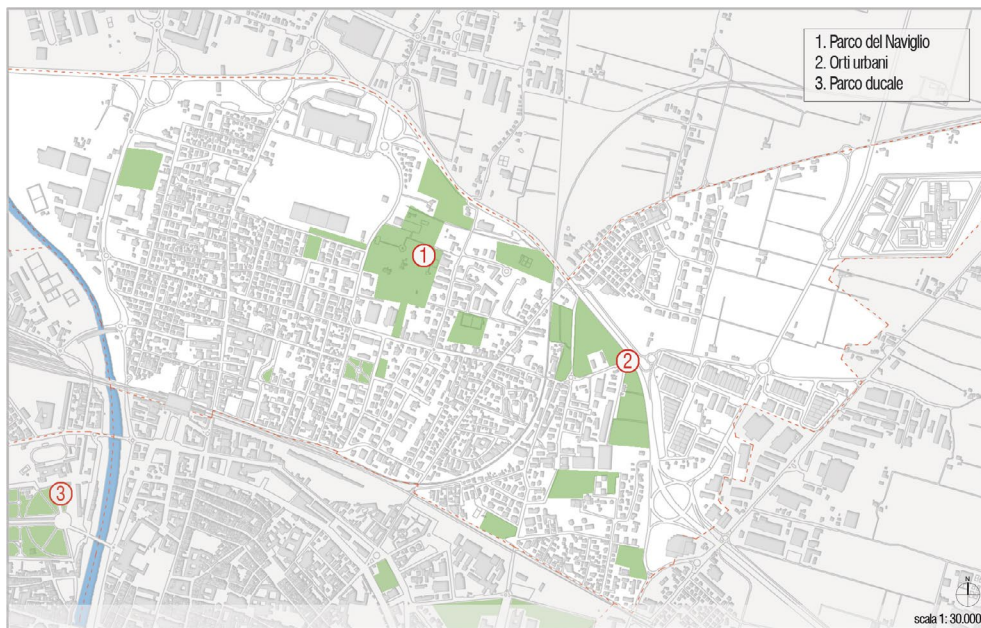 1. Parco del Naviglio
2. Orti urbani
3. Parco ducale
1
2
3
N
scala 1: 30.000